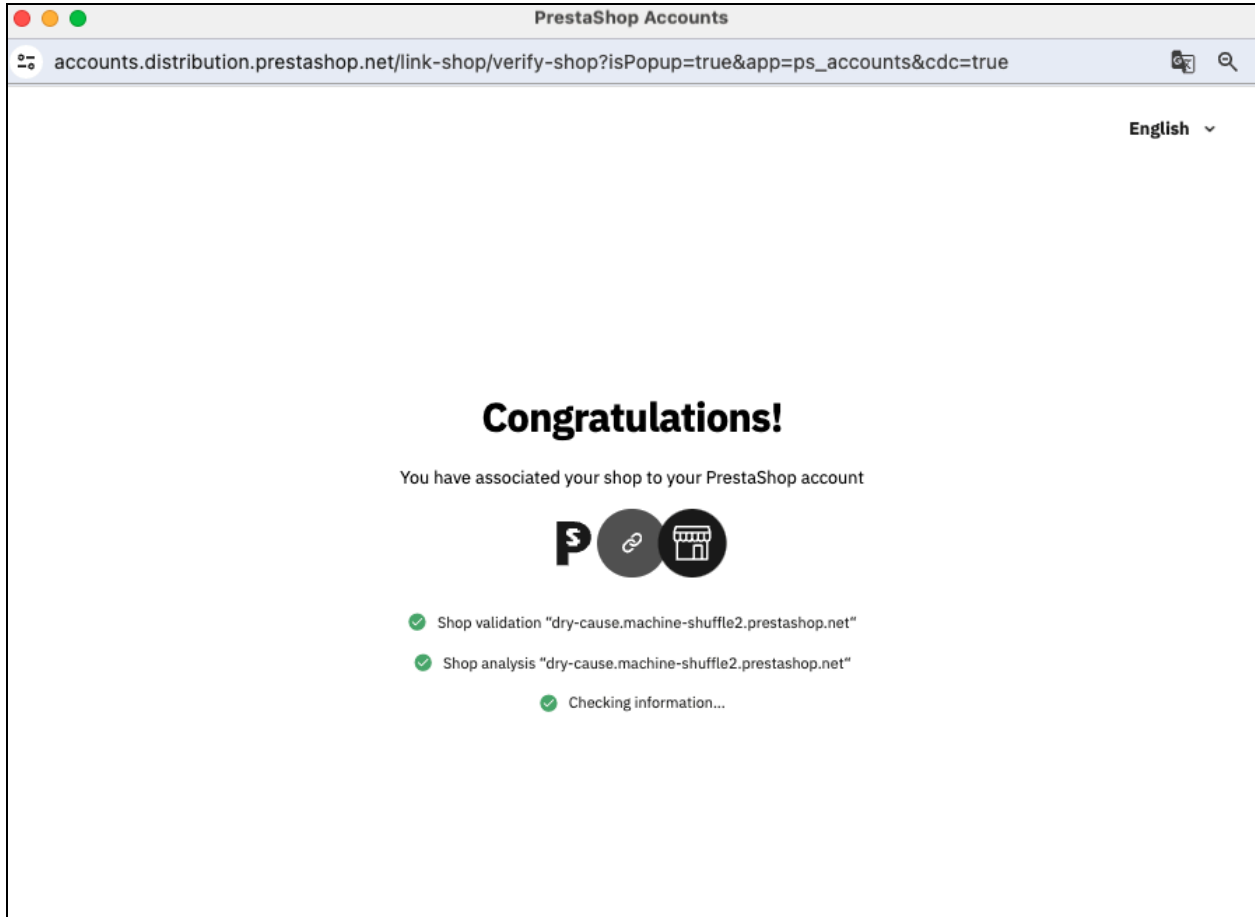 PrestaShop Accounts
accounts.distribution.prestashop.net/link-shop/verify-shop?isPopup=true&app=ps_accounts&cdc=true
English
Congratulations!
You have associated your shop to your PrestaShop account
Shop validation “dry-cause.machine-shuffle2.prestashop.net“
Shop analysis “dry-cause.machine-shuffle2.prestashop.net“
Checking information...